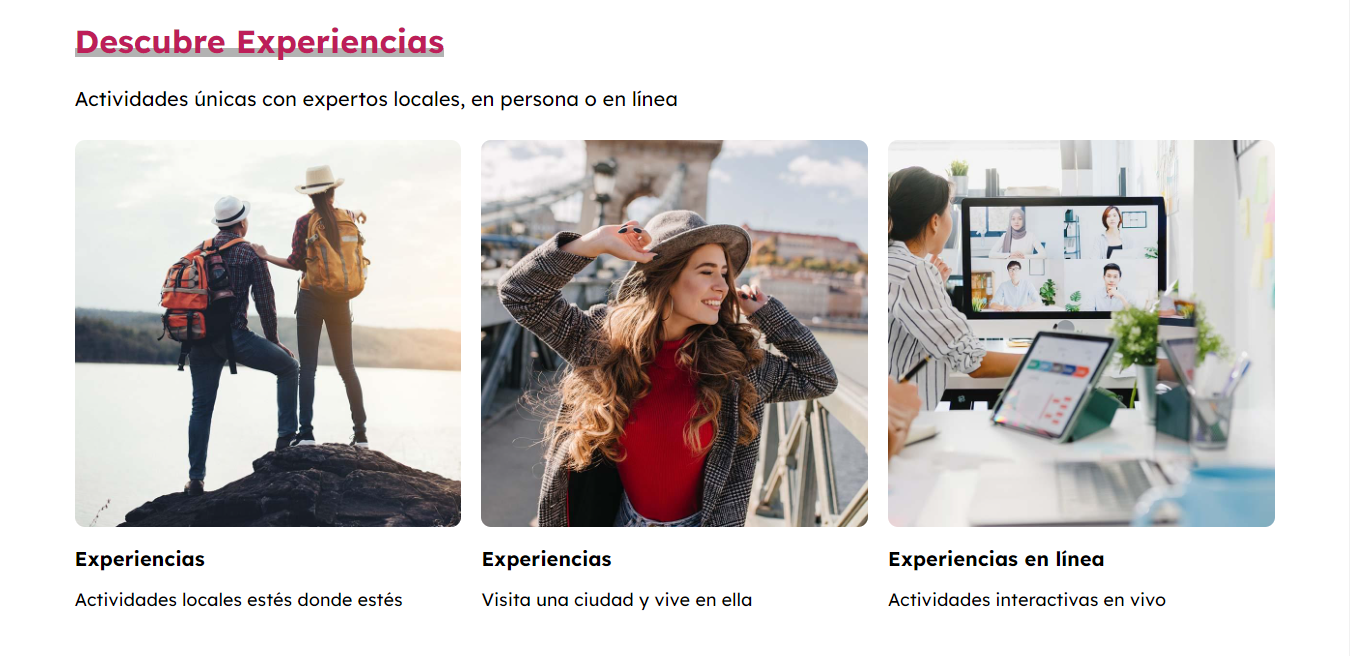 Descubre Experiencias
Actividades únicas con expertos locales, en persona o en línea
Experiencias
Actividades locales estés donde estés
Experiencias
Visita una ciudad y vive en ella
Experiencias en línea
Actividades interactivas en vivo